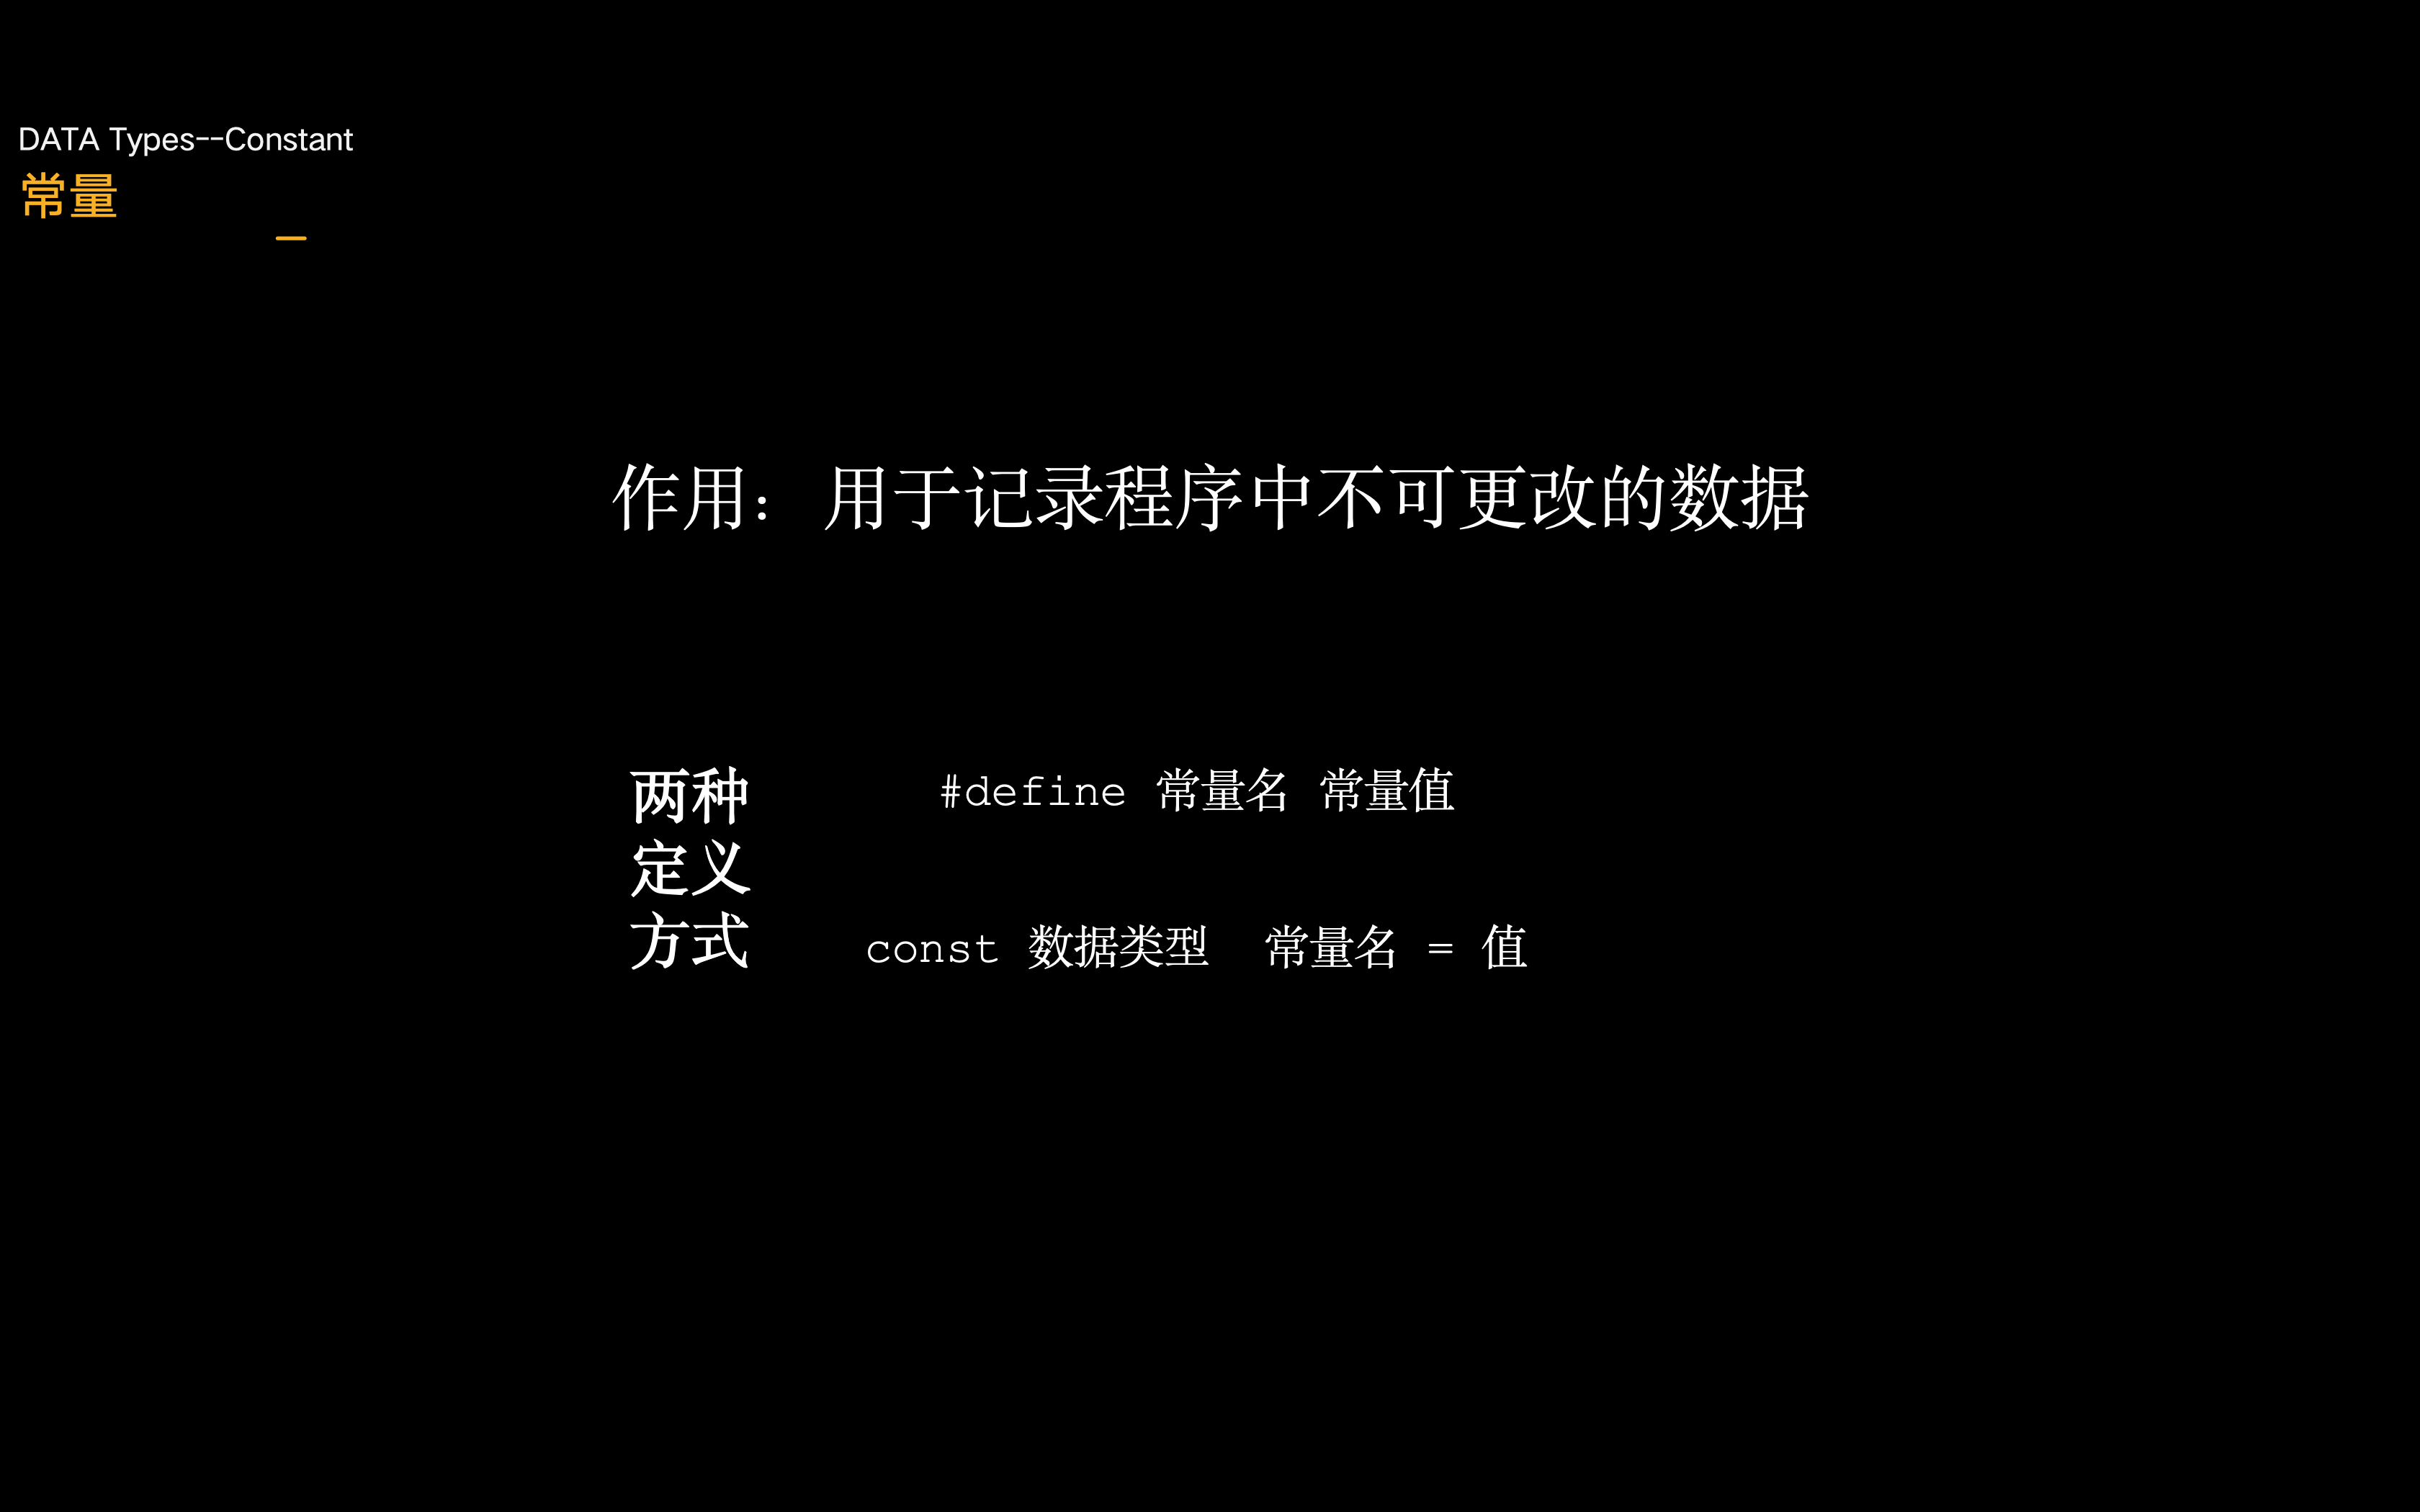 DATA Types--Constant
常量
作用： 用于记录程序中不可更改的数据
两种
定义
方式
#define 常量名 常量值
const 数据类型  常量名 = 值